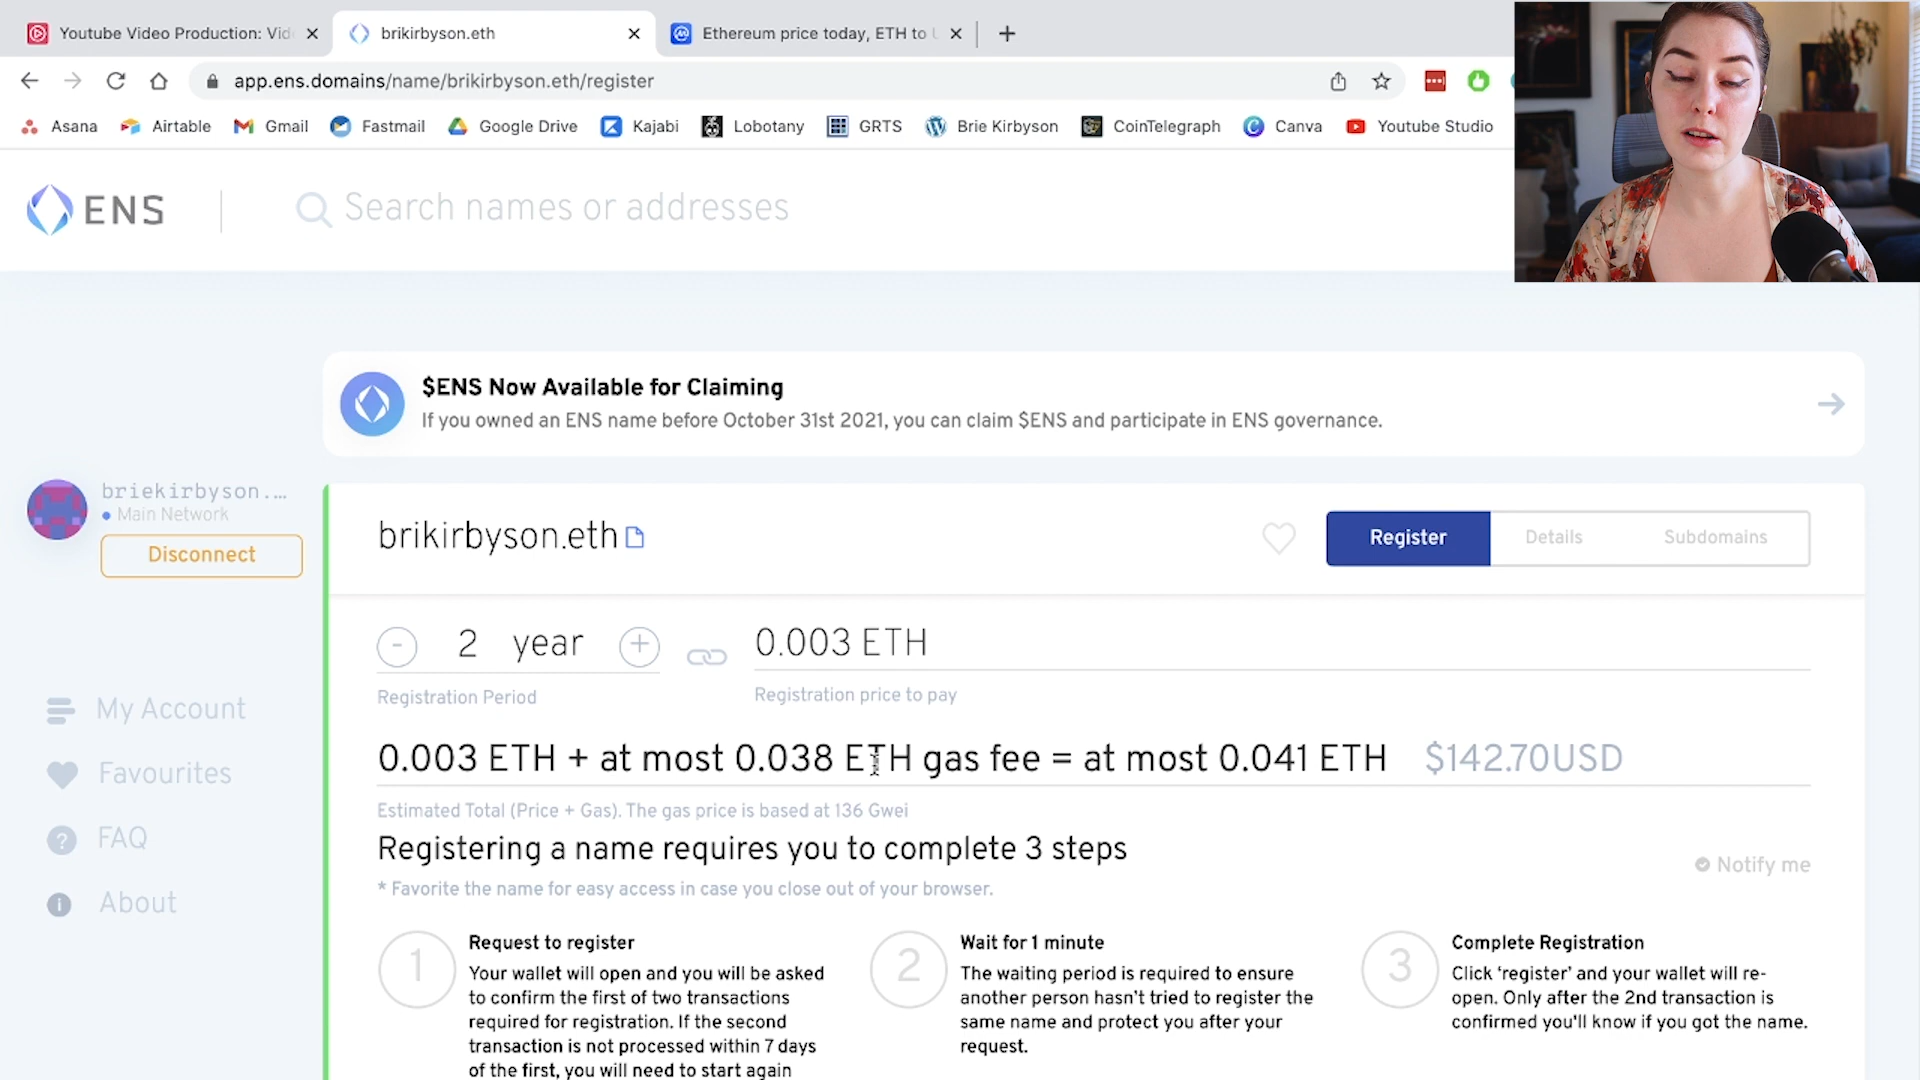 Youtube Video Production: Vid
brikirbyson.eth
Ethereum price today, ETH to U
app.ens.domains/name/brikirbyson.eth/register
Asana
Airtable
Gmail
Fastmail
Google Drive
Kajabi
Lobotany
GRTS
Brie Kirbyson
CoinTelegraph
Canva
Youtube Studio
ENS
Search names or addresses
$ENS Now Available for Claiming
If you owned an ENS name before October 31st 2021, you can claim $ENS and participate in ENS governance.
briekirbyson....
Main Network
Disconnect
My Account
Favourites
FAQ
About
brikirbyson.eth
Register
Details
Subdomains
- 2 year +
Registration Period
0.003 ETH
Registration price to pay
0.003 ETH + at most 0.038 ETH gas fee = at most 0.041 ETH $142.70USD
Estimated Total (Price + Gas). The gas price is based at 136 Gwei
Registering a name requires you to complete 3 steps
* Favorite the name for easy access in case you close out of your browser.
Notify me
1
Request to register
Your wallet will open and you will be asked
to confirm the first of two transactions
required for registration. If the second
transaction is not processed within 7 days
of the first, you will need to start again
2
Wait for 1 minute
The waiting period is required to ensure
another person hasn't tried to register the
same name and protect you after your
request.
3
Complete Registration
Click 'register' and your wallet will re-
open. Only after the 2nd transaction is
confirmed you'll know if you got the name.